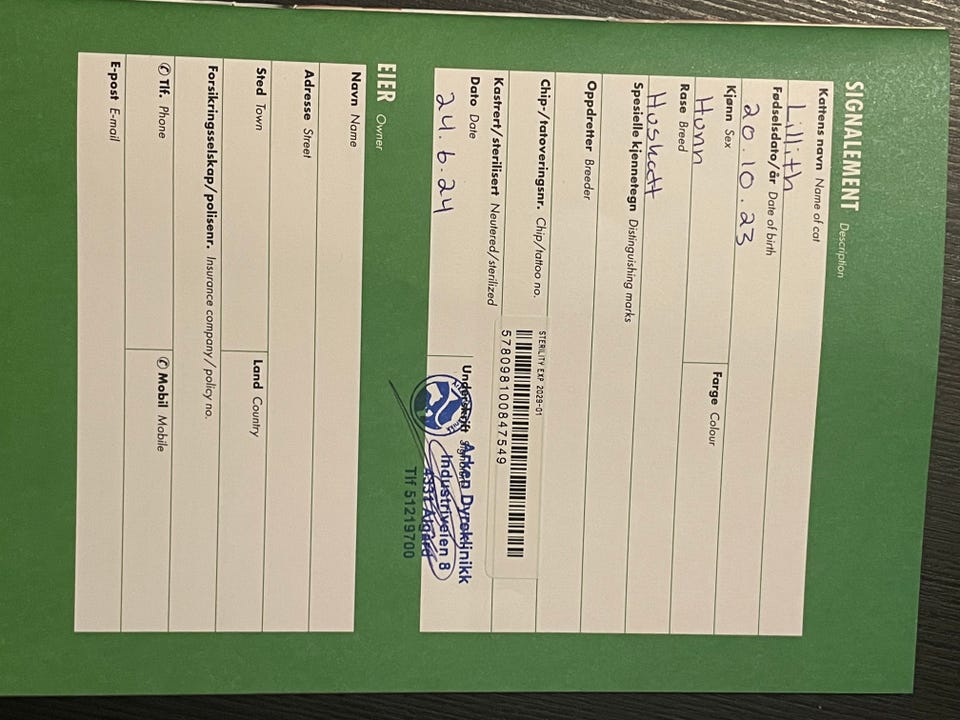 SIGNALEMENT Description
Kattens navn Name of cat
Lillith
Fødselsdato/år Date of birth
20.10.23
Kjønn Sex
Farge Colour
Hunn
Rase Breed
Huskatt
Spesielle kjennetegn Distinguishing marks
Oppdretter Breeder
Chip-/tatoveringsnr. Chip/tattoo no.
STERILITY EXP 2029-01
578098100847549
Kastrert/sterilisert Neutered/sterilized
Dato Date
Underskrift Signature
24.6.24
Arken Dyreklinikk
Industriveien 8
4331 Ålgård
Tlf 51219700
EIER Owner
Navn Name
Adresse Street
Sted Town
Land Country
Forsikringsselskap/polisenr. Insurance company/policy no.
✆ Tlf. Phone
✆ Mobil Mobile
E-post E-mail